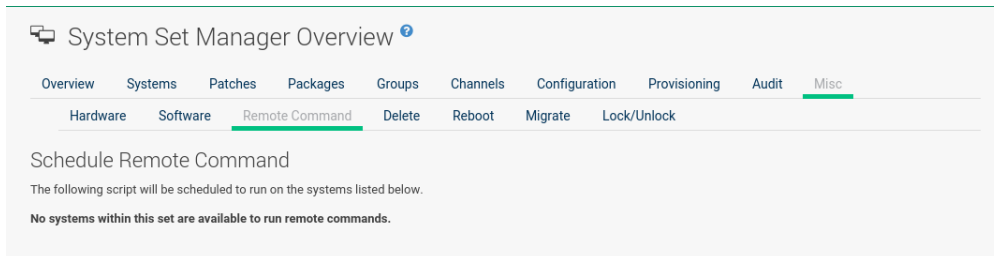 System Set Manager Overview ?
Overview Systems Patches Packages Groups Channels Configuration Provisioning Audit Misc
Hardware Software Remote Command Delete Reboot Migrate Lock/Unlock
Schedule Remote Command
The following script will be scheduled to run on the systems listed below.
No systems within this set are available to run remote commands.